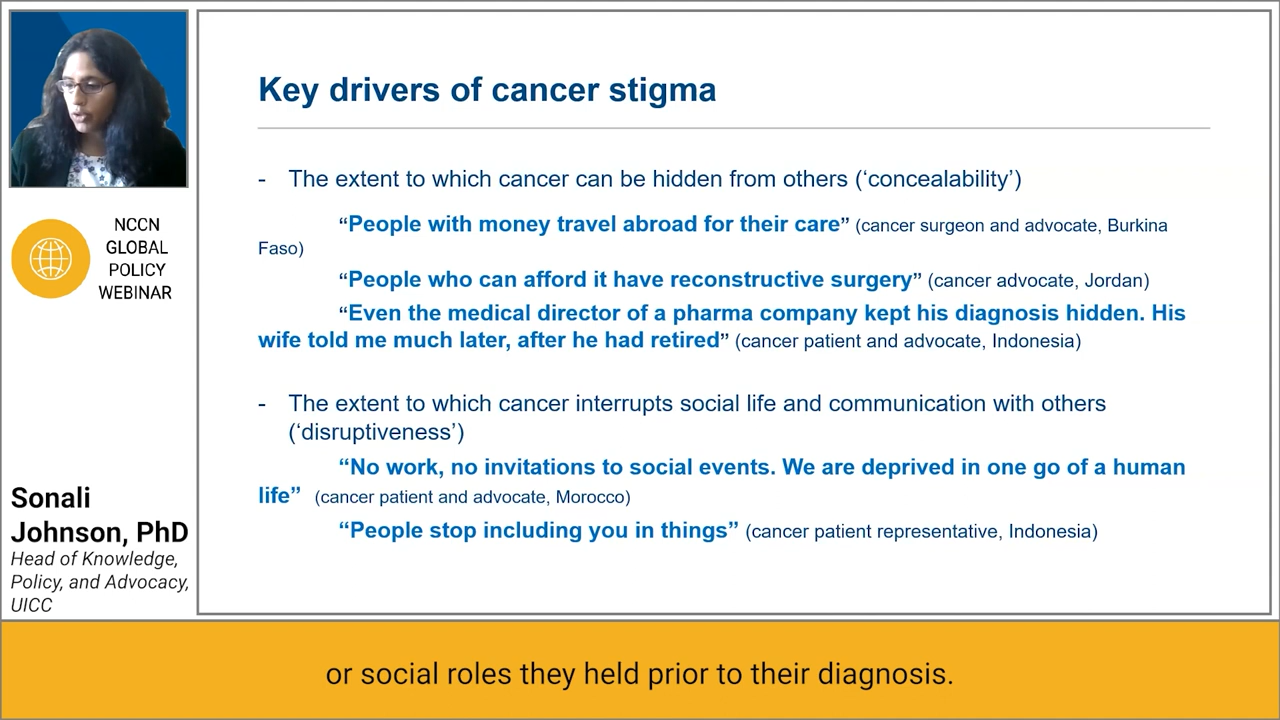 Key drivers of cancer stigma
- The extent to which cancer can be hidden from others (‘concealability’)
“People with money travel abroad for their care” (cancer surgeon and advocate, Burkina
Faso)
“People who can afford it have reconstructive surgery” (cancer advocate, Jordan)
“Even the medical director of a pharma company kept his diagnosis hidden. His
wife told me much later, after he had retired” (cancer patient and advocate, Indonesia)
- The extent to which cancer interrupts social life and communication with others
(‘disruptiveness’)
“No work, no invitations to social events. We are deprived in one go of a human
life” (cancer patient and advocate, Morocco)
“People stop including you in things” (cancer patient representative, Indonesia)
NCCN
GLOBAL
POLICY
WEBINAR
Sonali
Johnson, PhD
Head of Knowledge,
Policy, and Advocacy,
UICC
or social roles they held prior to their diagnosis.